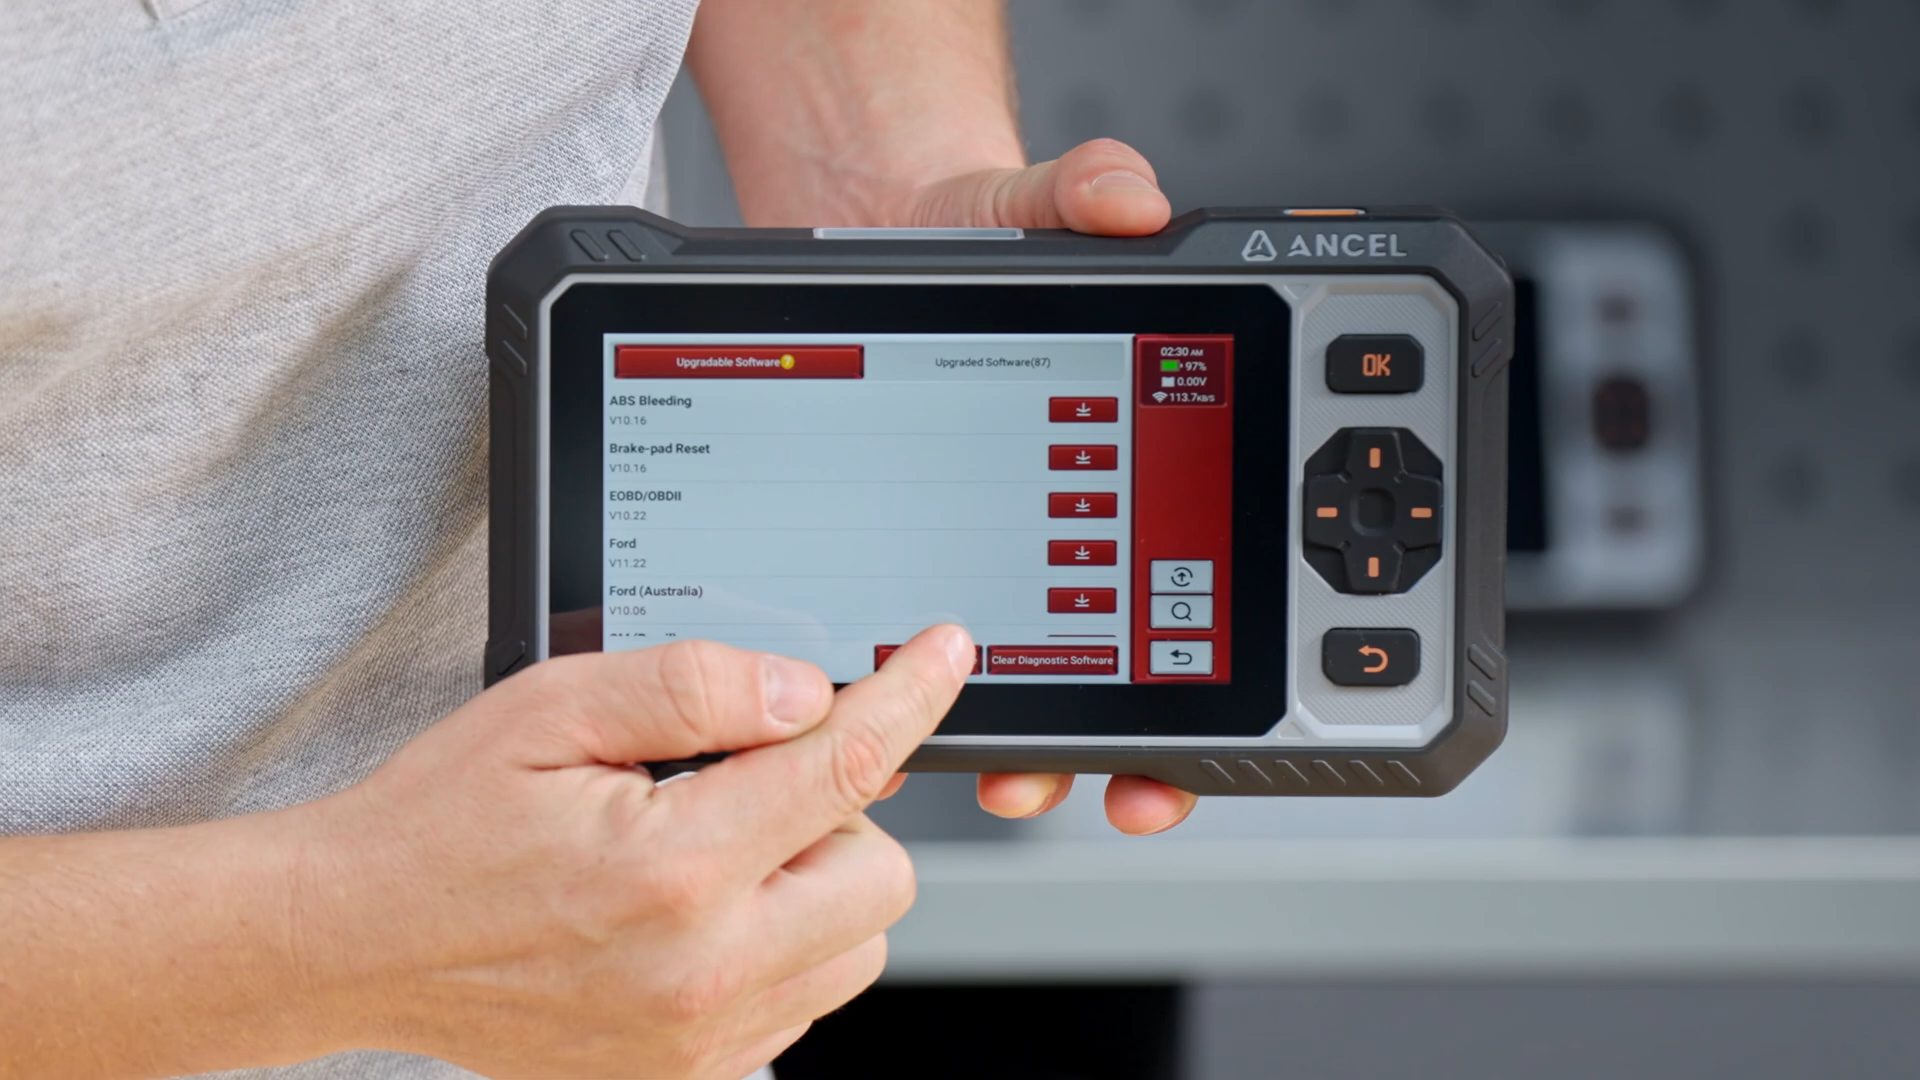 ANCEL
Upgradable Software 7
Upgraded Software(87)
02:30 AM
97%
0.00V
113.7KB/S
ABS Bleeding
V10.16
Brake-pad Reset
V10.16
EOBD/OBDII
V10.22
Ford
V11.22
Ford (Australia)
V10.06
Clear Diagnostic Software
OK